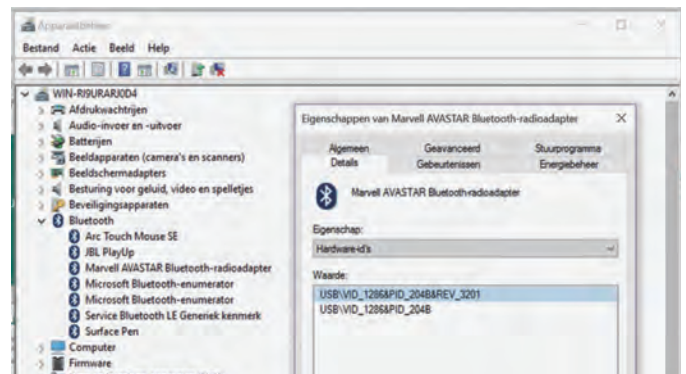 Apparaatbeheer
Bestand Actie Beeld Help
WIN-RI9URARJ0D4
Afdrukwachtrijen
Audio-invoer en -uitvoer
Batterijen
Beeldapparaten (camera's en scanners)
Beeldschermadapters
Besturing voor geluid, video en spelletjes
Beveiligingsapparaten
Bluetooth
Arc Touch Mouse SE
JBL PlayUp
Marvell AVASTAR Bluetooth-radioadapter
Microsoft Bluetooth-enumerator
Microsoft Bluetooth-enumerator
Service Bluetooth LE Generiek kenmerk
Surface Pen
Computer
Firmware
Eigenschappen van Marvell AVASTAR Bluetooth-radioadapter
Algemeen Geavanceerd Stuurprogramma
Details Gebeurtenissen Energiebeheer
Marvell AVASTAR Bluetooth-radioadapter
Eigenschap:
Hardware-id's
Waarde:
USB\VID_1286&PID_204B&REV_3201
USB\VID_1286&PID_204B